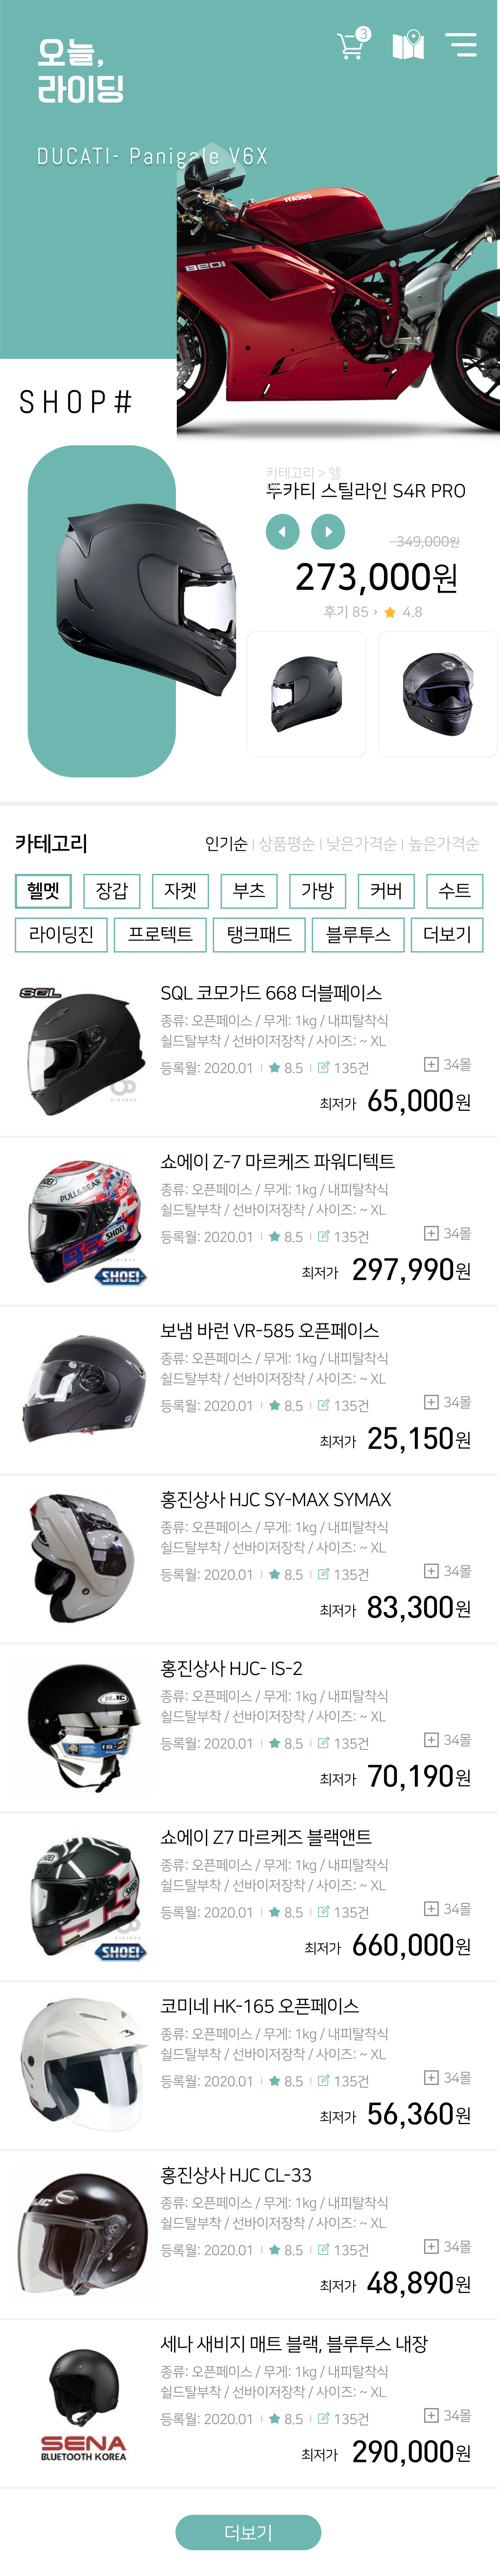 오늘,
라이딩
3
DUCATI- Panigale V6X
DUCATI
SHOP#
카테고리 > 헬
두카티 스틸라인 S4R PRO
349,000원
273,000원
후기 85 › ★ 4.8
카테고리
인기순 | 상품평순 | 낮은가격순 | 높은가격순
헬멧 장갑 자켓 부츠 가방 커버 수트
라이딩진 프로텍트 탱크패드 블루투스 더보기
SQL
SQL 코모가드 668 더블페이스
종류: 오픈페이스 / 무게: 1kg / 내피탈착식
쉴드탈부착 / 선바이저장착 / 사이즈: ~ XL
등록월: 2020.01 | ★ 8.5 | 135건 34몰
최저가 65,000원
쇼에이 Z-7 마르케즈 파워디텍트
PULL&BEAR
93
SHOEI
SHOEI
종류: 오픈페이스 / 무게: 1kg / 내피탈착식
쉴드탈부착 / 선바이저장착 / 사이즈: ~ XL
등록월: 2020.01 | ★ 8.5 | 135건 34몰
최저가 297,990원
보냄 바런 VR-585 오픈페이스
종류: 오픈페이스 / 무게: 1kg / 내피탈착식
쉴드탈부착 / 선바이저장착 / 사이즈: ~ XL
등록월: 2020.01 | ★ 8.5 | 135건 34몰
최저가 25,150원
홍진상사 HJC SY-MAX SYMAX
종류: 오픈페이스 / 무게: 1kg / 내피탈착식
쉴드탈부착 / 선바이저장착 / 사이즈: ~ XL
등록월: 2020.01 | ★ 8.5 | 135건 34몰
최저가 83,300원
홍진상사 HJC- IS-2
HJC
IS-2
종류: 오픈페이스 / 무게: 1kg / 내피탈착식
쉴드탈부착 / 선바이저장착 / 사이즈: ~ XL
등록월: 2020.01 | ★ 8.5 | 135건 34몰
최저가 70,190원
쇼에이 Z7 마르케즈 블랙앤트
SHOEI
SHOEI
종류: 오픈페이스 / 무게: 1kg / 내피탈착식
쉴드탈부착 / 선바이저장착 / 사이즈: ~ XL
등록월: 2020.01 | ★ 8.5 | 135건 34몰
최저가 660,000원
코미네 HK-165 오픈페이스
종류: 오픈페이스 / 무게: 1kg / 내피탈착식
쉴드탈부착 / 선바이저장착 / 사이즈: ~ XL
등록월: 2020.01 | ★ 8.5 | 135건 34몰
최저가 56,360원
홍진상사 HJC CL-33
HJC
종류: 오픈페이스 / 무게: 1kg / 내피탈착식
쉴드탈부착 / 선바이저장착 / 사이즈: ~ XL
등록월: 2020.01 | ★ 8.5 | 135건 34몰
최저가 48,890원
세나 새비지 매트 블랙, 블루투스 내장
종류: 오픈페이스 / 무게: 1kg / 내피탈착식
쉴드탈부착 / 선바이저장착 / 사이즈: ~ XL
등록월: 2020.01 | ★ 8.5 | 135건 34몰
SENA
BLUETOOTH KOREA
최저가 290,000원
더보기